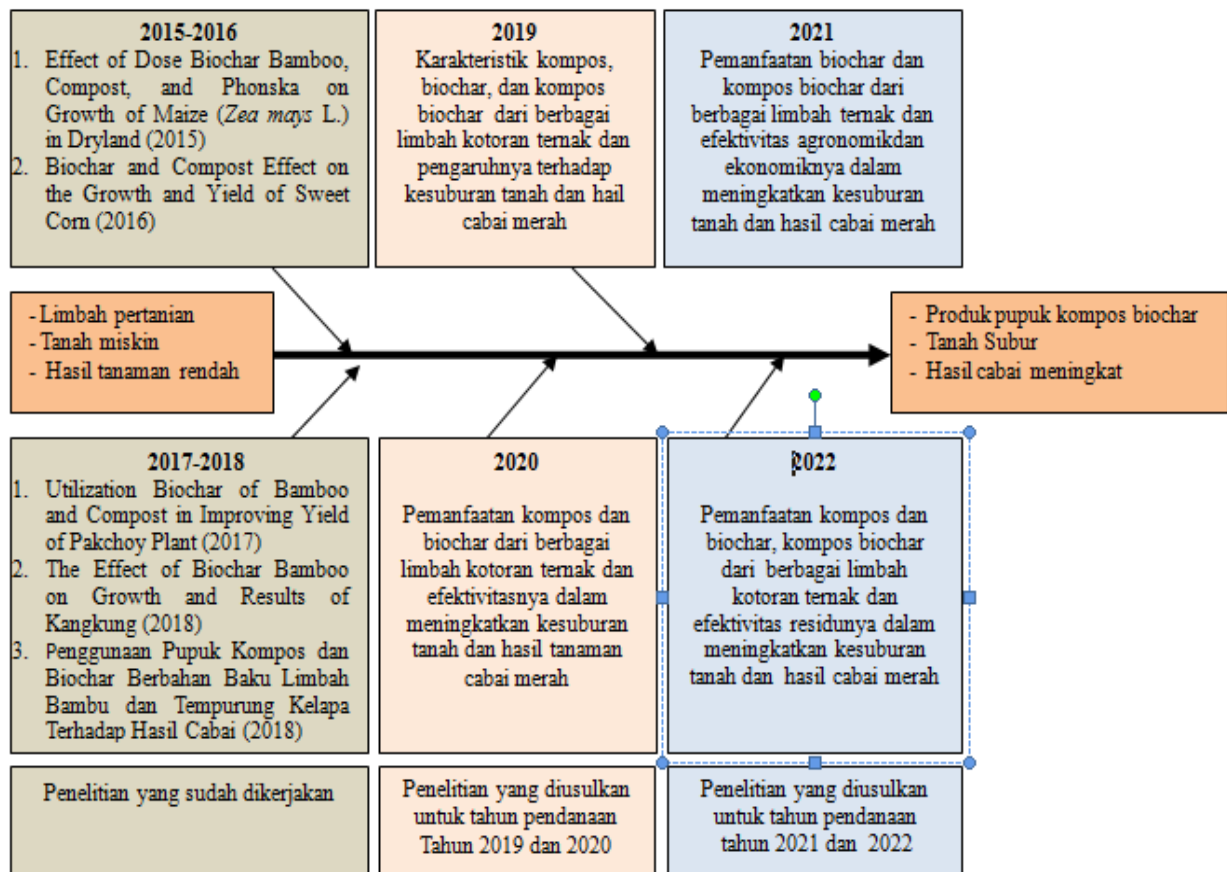 2015-2016
1. Effect of Dose Biochar Bamboo,
Compost, and Phonska on
Growth of Maize (Zea mays L.)
in Dryland (2015)
2. Biochar and Compost Effect on
the Growth and Yield of Sweet
Corn (2016)
2019
Karakteristik kompos,
biochar, dan kompos
biochar dari berbagai
limbah kotoran ternak dan
pengaruhnya terhadap
kesuburan tanah dan hail
cabai merah
2021
Pemanfaatan biochar dan
kompos biochar dari
berbagai limbah ternak dan
efektivitas agronomikdan
ekonomiknya dalam
meningkatkan kesuburan
tanah dan hasil cabai merah
- Limbah pertanian
- Tanah miskin
- Hasil tanaman rendah
- Produk pupuk kompos biochar
- Tanah Subur
- Hasil cabai meningkat
2017-2018
1. Utilization Biochar of Bamboo
and Compost in Improving Yield
of Pakchoy Plant (2017)
2. The Effect of Biochar Bamboo
on Growth and Results of
Kangkung (2018)
3. Penggunaan Pupuk Kompos dan
Biochar Berbahan Baku Limbah
Bambu dan Tempurung Kelapa
Terhadap Hasil Cabai (2018)
2020
Pemanfaatan kompos dan
biochar dari berbagai
limbah kotoran ternak dan
efektivitasnya dalam
meningkatkan kesuburan
tanah dan hasil tanaman
cabai merah
2022
Pemanfaatan kompos dan
biochar, kompos biochar
dari berbagai limbah
kotoran ternak dan
efektivitas residunya dalam
meningkatkan kesuburan
tanah dan hasil cabai merah
Penelitian yang sudah dikerjakan
Penelitian yang diusulkan
untuk tahun pendanaan
Tahun 2019 dan 2020
Penelitian yang diusulkan
untuk tahun pendanaan
tahun 2021 dan 2022